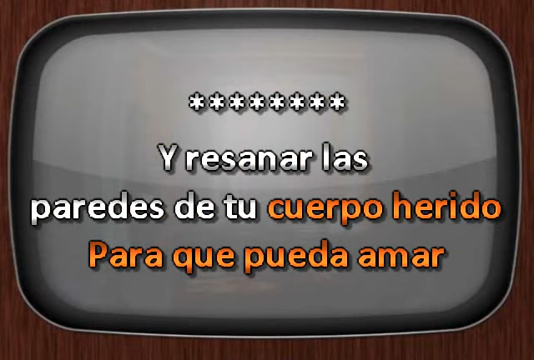 ********
Y resanar las
paredes de tu cuerpo herido
Para que pueda amar